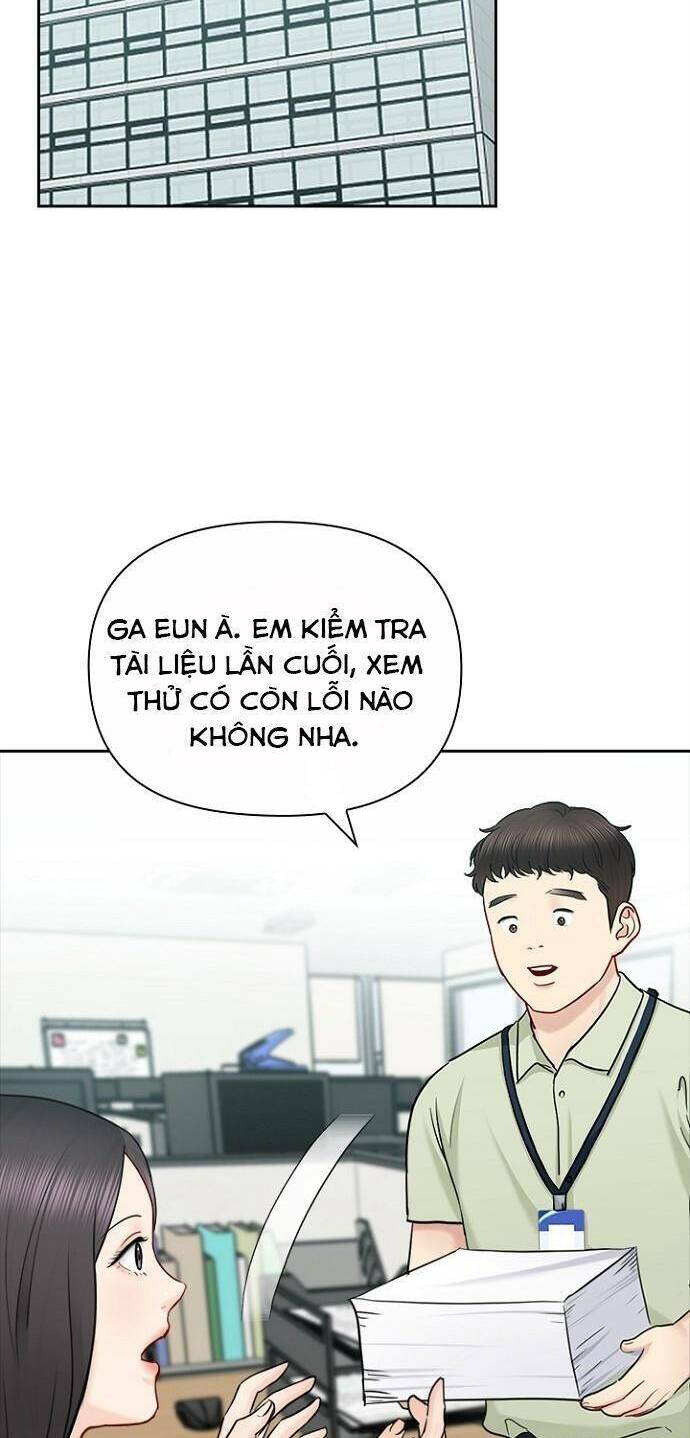 GA EUN À. EM KIỂM TRA
TÀI LIỆU LẦN CUỐI, XEM
THỬ CÓ CÒN LỖI NÀO
KHÔNG NHA.